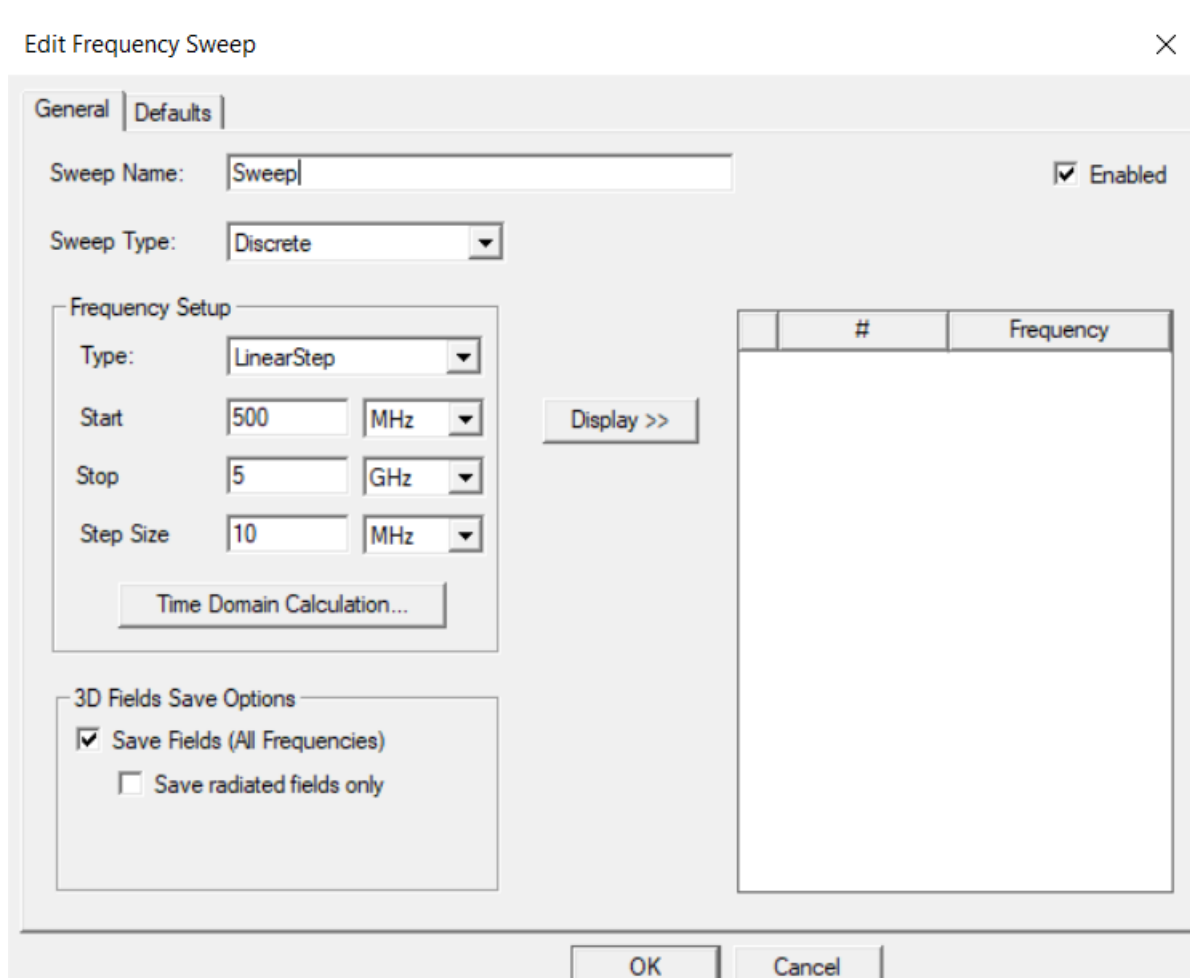 Edit Frequency Sweep
General Defaults
Sweep Name: Sweep Enabled
Sweep Type: Discrete
Frequency Setup
Type: LinearStep
# Frequency
Start 500 MHz Display >>
Stop 5 GHz
Step Size 10 MHz
Time Domain Calculation...
3D Fields Save Options
Save Fields (All Frequencies)
Save radiated fields only
OK Cancel